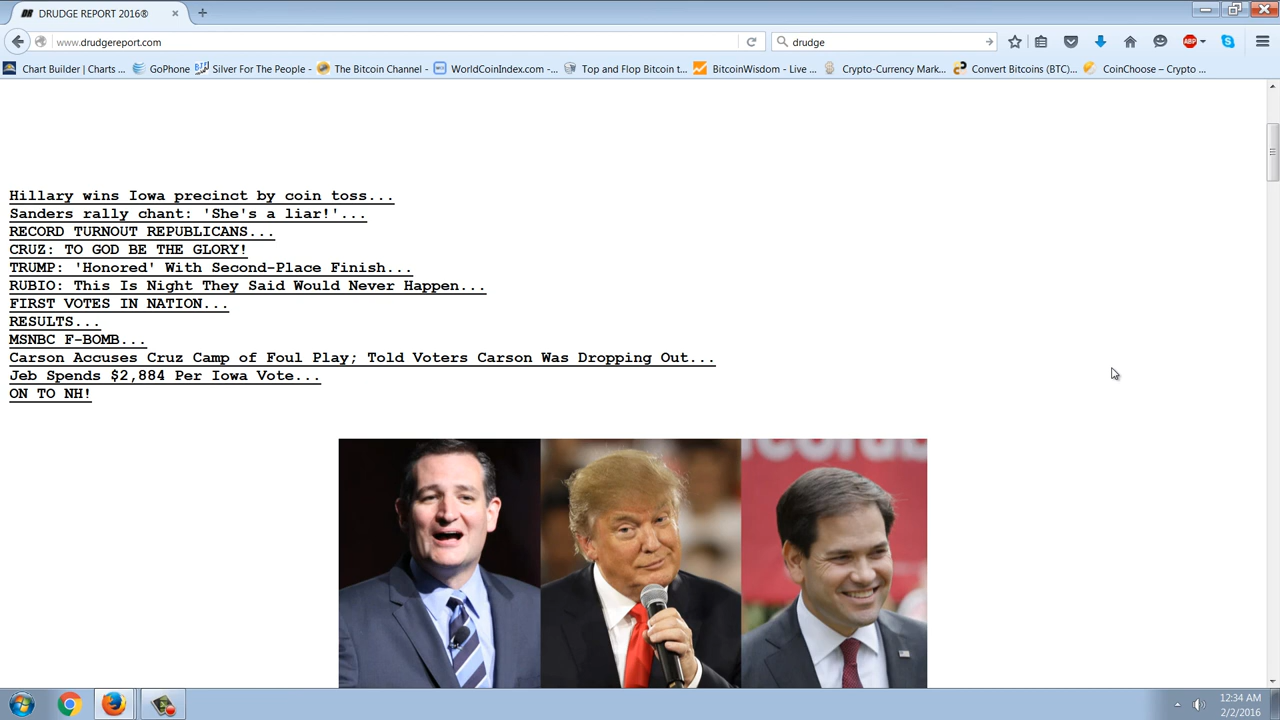 DRUDGE REPORT 2016®
www.drudgereport.com
drudge
Chart Builder | Charts ...
GoPhone
Silver For The People -
The Bitcoin Channel -
WorldCoinIndex.com -...
Top and Flop Bitcoin t...
BitcoinWisdom - Live ...
Crypto-Currency Mark...
Convert Bitcoins (BTC)...
CoinChoose – Crypto ...
Hillary wins Iowa precinct by coin toss...
Sanders rally chant: 'She's a liar!'...
RECORD TURNOUT REPUBLICANS...
CRUZ: TO GOD BE THE GLORY!
TRUMP: 'Honored' With Second-Place Finish...
RUBIO: This Is Night They Said Would Never Happen...
FIRST VOTES IN NATION...
RESULTS...
MSNBC F-BOMB...
Carson Accuses Cruz Camp of Foul Play; Told Voters Carson Was Dropping Out...
Jeb Spends $2,884 Per Iowa Vote...
ON TO NH!
12:34 AM
2/2/2016